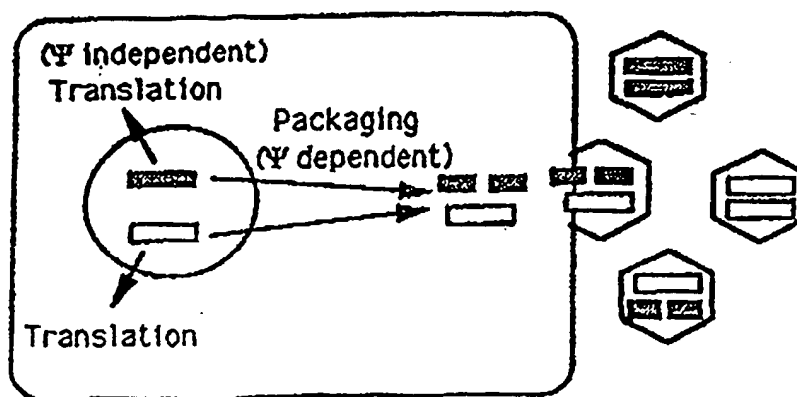 (Ψ independent)
Translation
Packaging
(Ψ dependent)
Translation